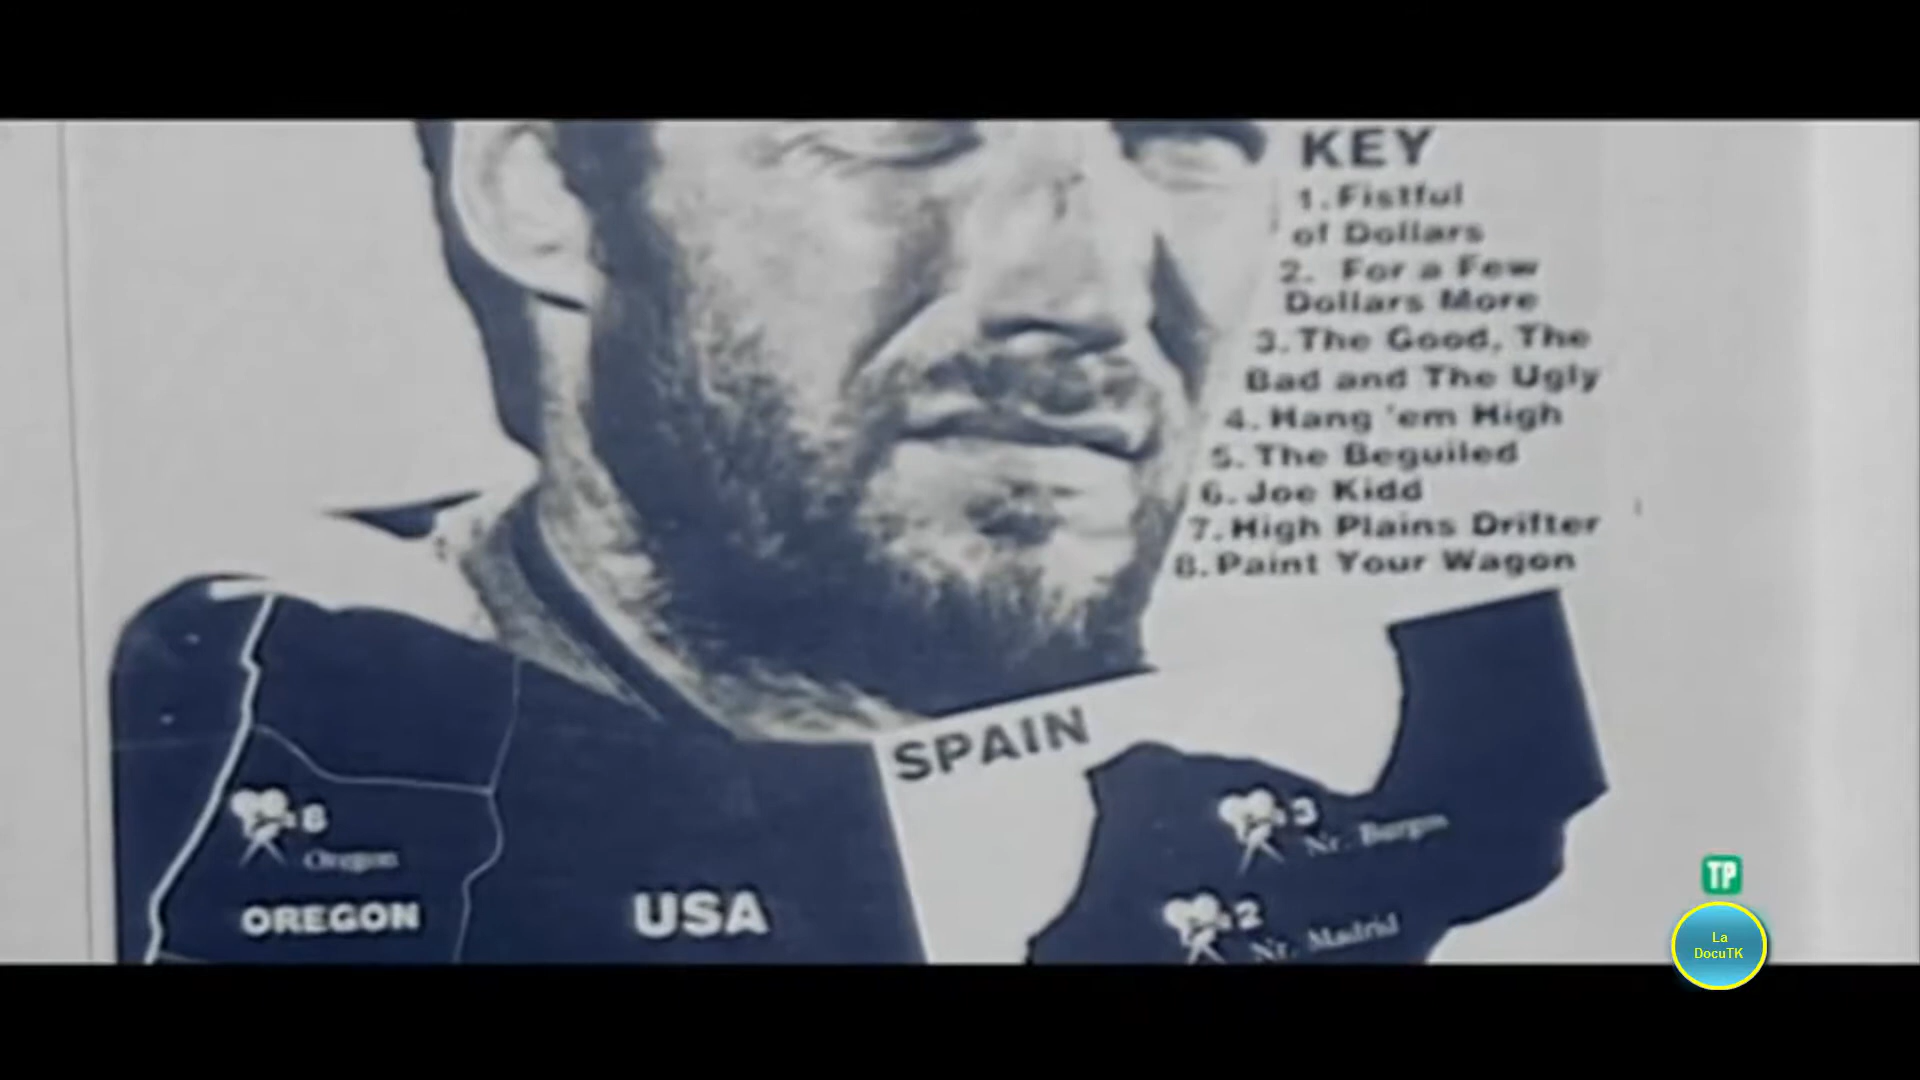 KEY
1. Fistful
of Dollars
2. For a Few
Dollars More
3. The Good, The
Bad and The Ugly
4. Hang 'em High
5. The Beguiled
6. Joe Kidd
7. High Plains Drifter
8. Paint Your Wagon
SPAIN
8
Oregon
OREGON
USA
3
Nr. Burgos
2
Nr. Madrid
TP
La
DocuTK